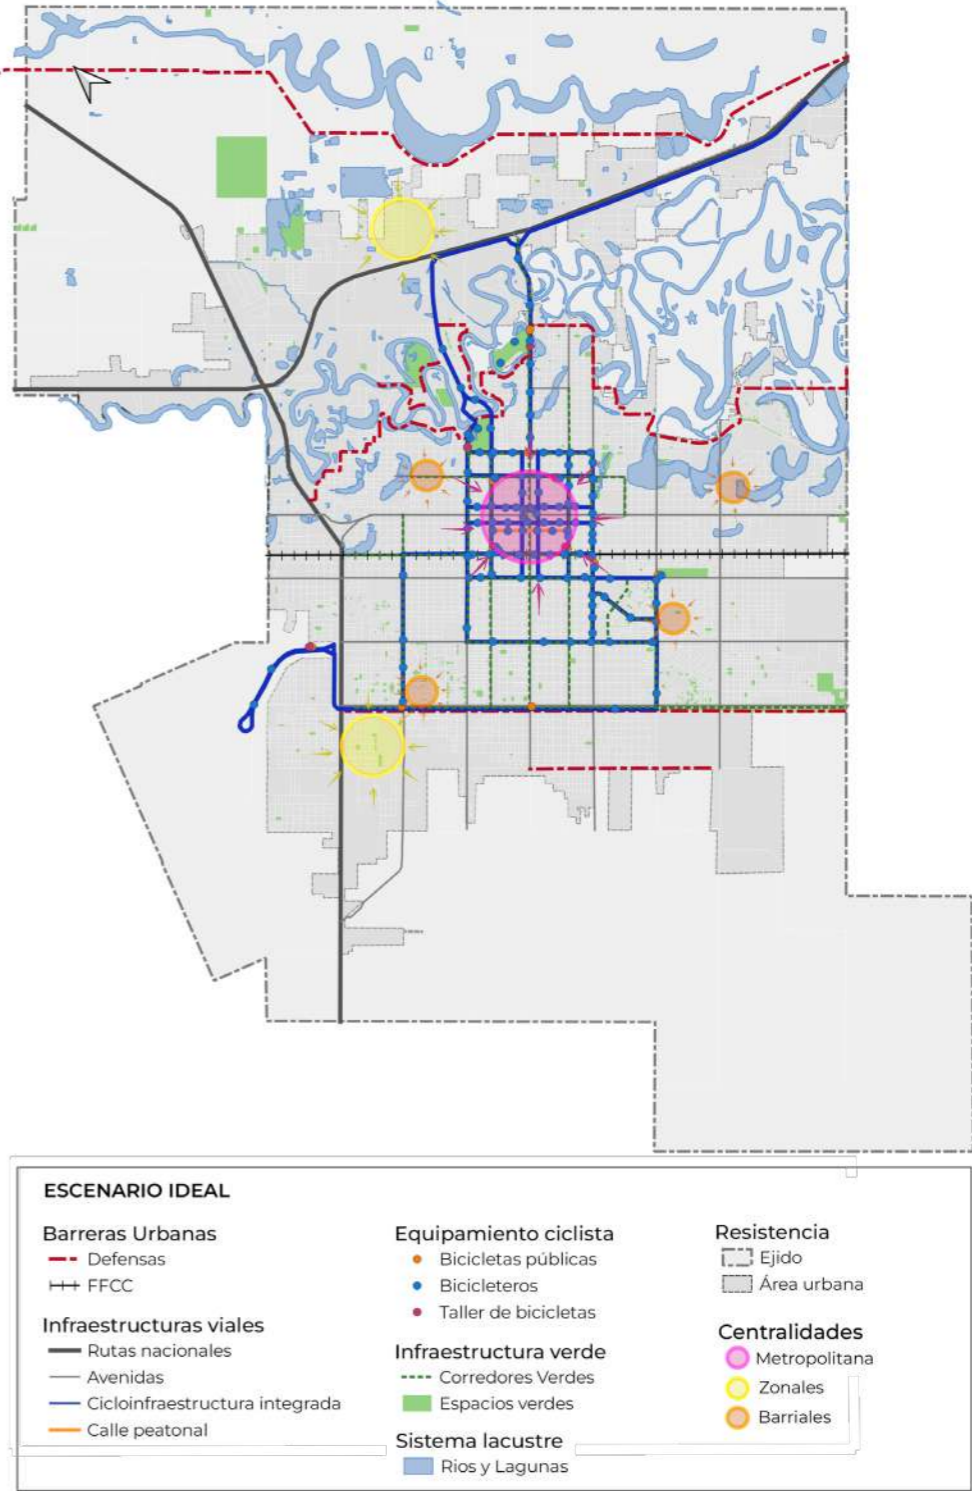 ESCENARIO IDEAL
Barreras Urbanas
Defensas
FFCC
Infraestructuras viales
Rutas nacionales
Avenidas
Cicloinfraestructura integrada
Calle peatonal
Equipamiento ciclista
Bicicletas públicas
Bicicleteros
Taller de bicicletas
Infraestructura verde
Corredores Verdes
Espacios verdes
Sistema lacustre
Rios y Lagunas
Resistencia
Ejido
Área urbana
Centralidades
Metropolitana
Zonales
Barriales